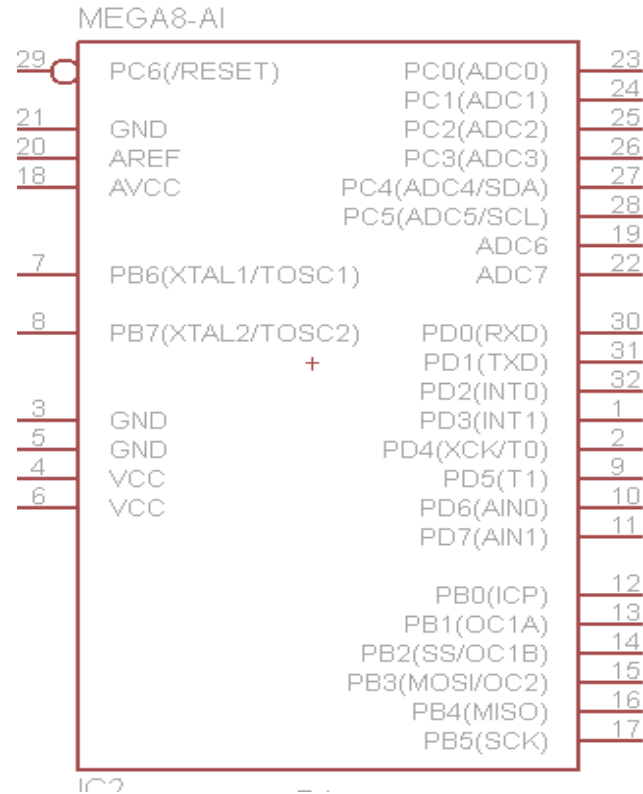 MEGA8-AI
29 PC6(/RESET) PC0(ADC0) 23
PC1(ADC1) 24
21 GND PC2(ADC2) 25
20 AREF PC3(ADC3) 26
18 AVCC PC4(ADC4/SDA) 27
PC5(ADC5/SCL) 28
ADC6 19
7 PB6(XTAL1/TOSC1) ADC7 22
8 PB7(XTAL2/TOSC2) PD0(RXD) 30
PD1(TXD) 31
PD2(INT0) 32
3 GND PD3(INT1) 1
5 GND PD4(XCK/T0) 2
4 VCC PD5(T1) 9
6 VCC PD6(AIN0) 10
PD7(AIN1) 11
PB0(ICP) 12
PB1(OC1A) 13
PB2(SS/OC1B) 14
PB3(MOSI/OC2) 15
PB4(MISO) 16
PB5(SCK) 17
IC2